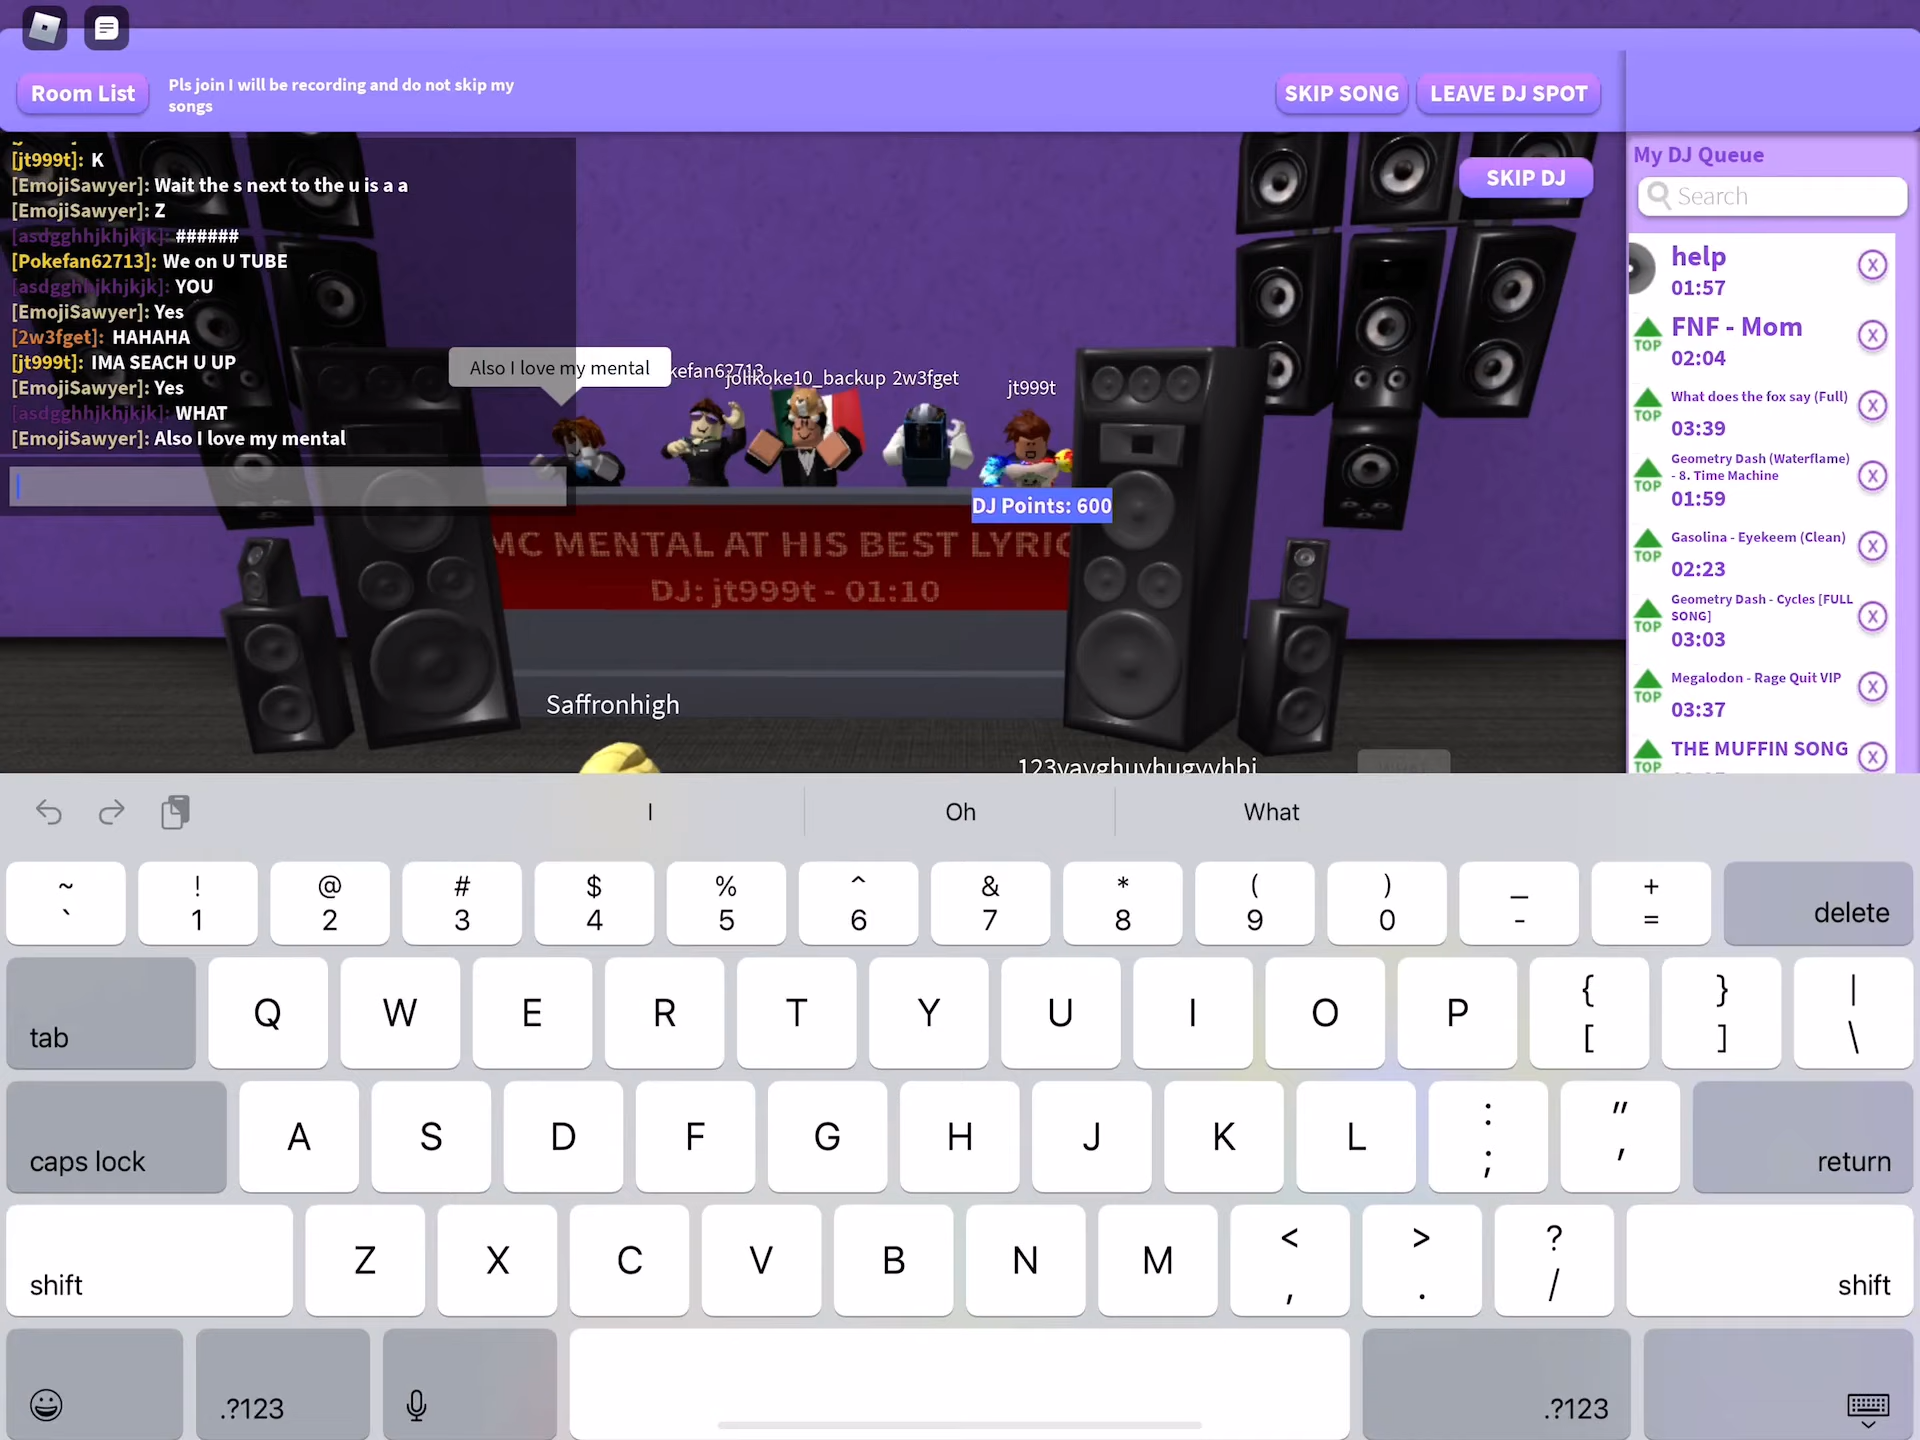 Room List
Pls join I will be recording and do not skip my
songs
SKIP SONG
LEAVE DJ SPOT
[jt999t]: K
[EmojiSawyer]: Wait the s next to the u is a a
[EmojiSawyer]: Z
[asdgghhjkhjkjk]: ######
[Pokefan62713]: We on U TUBE
[asdgghhjkhjkjk]: YOU
[EmojiSawyer]: Yes
[2w3fget]: HAHAHA
[jt999t]: IMA SEACH U UP
[EmojiSawyer]: Yes
[asdgghhjkhjkjk]: WHAT
[EmojiSawyer]: Also I love my mental
SKIP DJ
Also I love my mental
kefan62713
jollkoke10_backup
2w3fget
jt999t
DJ Points: 600
MC MENTAL AT HIS BEST LYRIC
DJ: jt999t - 01:10
Saffronhigh
123yayghuyhugyyhbj
My DJ Queue
Search
help
01:57
TOP
FNF - Mom
02:04
TOP
What does the fox say (Full)
03:39
TOP
Geometry Dash (Waterflame)
- 8. Time Machine
01:59
TOP
Gasolina - Eyekeem (Clean)
02:23
TOP
Geometry Dash - Cycles [FULL
SONG]
03:03
TOP
Megalodon - Rage Quit VIP
03:37
TOP
THE MUFFIN SONG
I Oh What
~ ! @ # $ % ^ & * ( ) _ +
` 1 2 3 4 5 6 7 8 9 0 - = delete
tab Q W E R T Y U I O P { [ } ] | \
caps lock A S D F G H J K L : ; " ' return
shift Z X C V B N M < , > . ? / shift
.?123 .?123